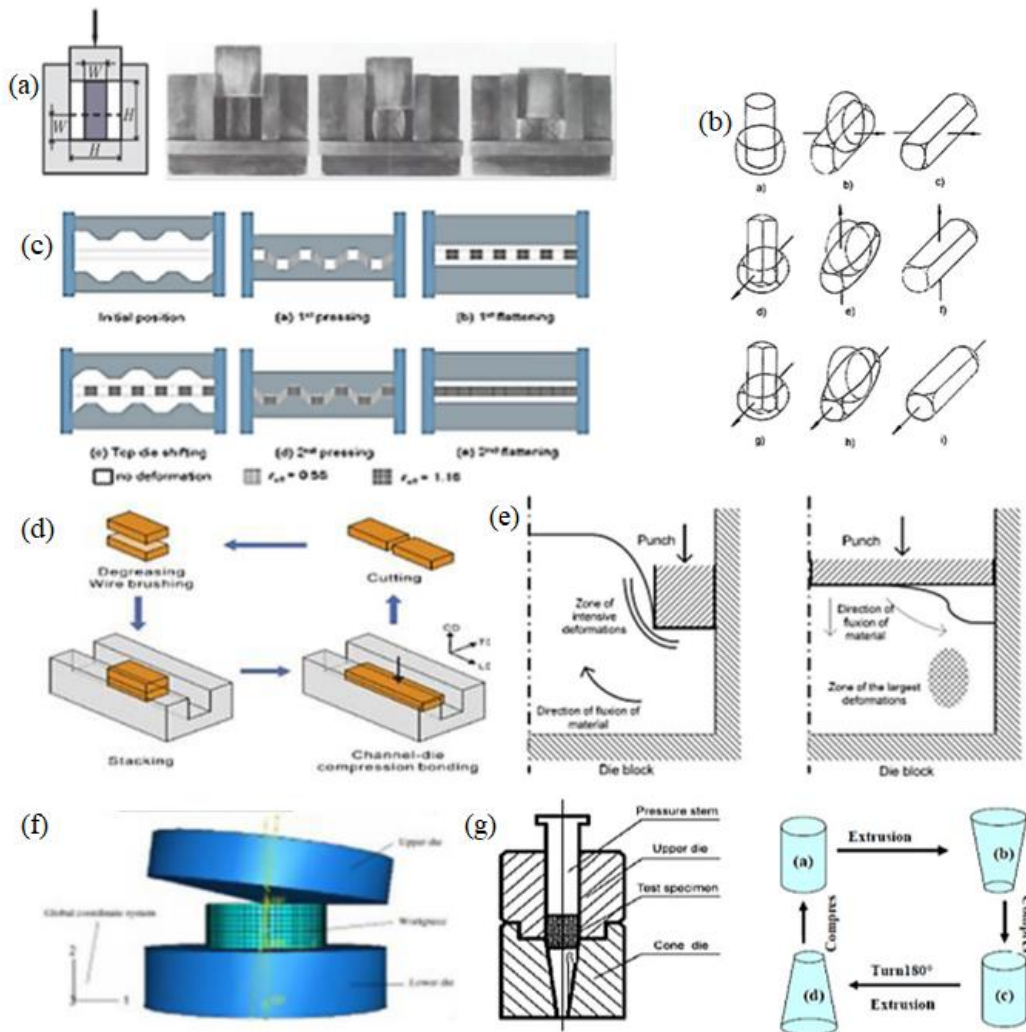 (a)
W
H
W
H
(b)
a)
b)
c)
d)
e)
f)
g)
h)
i)
(c)
Initial position
(a) 1st pressing
(b) 1st flattening
(c) Top die shifting
(d) 2nd pressing
(e) 2nd flattening
no deformation
(d)
Degreasing
Wire brushing
Cutting
CD
Stacking
Channel-die
compression bonding
(e)
Punch
Zone of
intensive
deformations
Direction of fluxion of
material
Die block
Punch
Direction of
fluxion of
material
Zone of the largest
deformations
Die block
(f)
Upper die
Global coordinate system
Workpiece
Lower die
(g)
Pressure stem
Upper die
Test specimen
Cone die
(a)
Extrusion
(b)
Compres
(d)
Turn180°
Extrusion
(c)